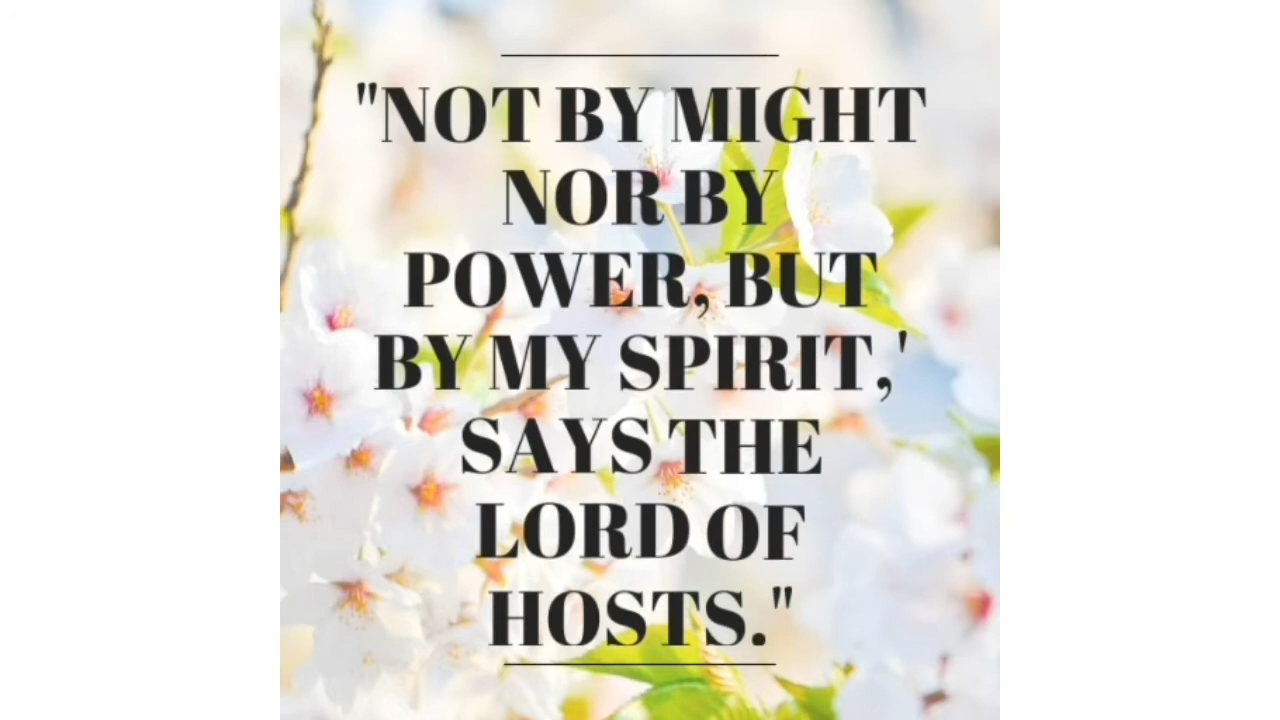 "NOT BY MIGHT
NOR BY
POWER, BUT
BY MY SPIRIT,'
SAYS THE
LORD OF
HOSTS."